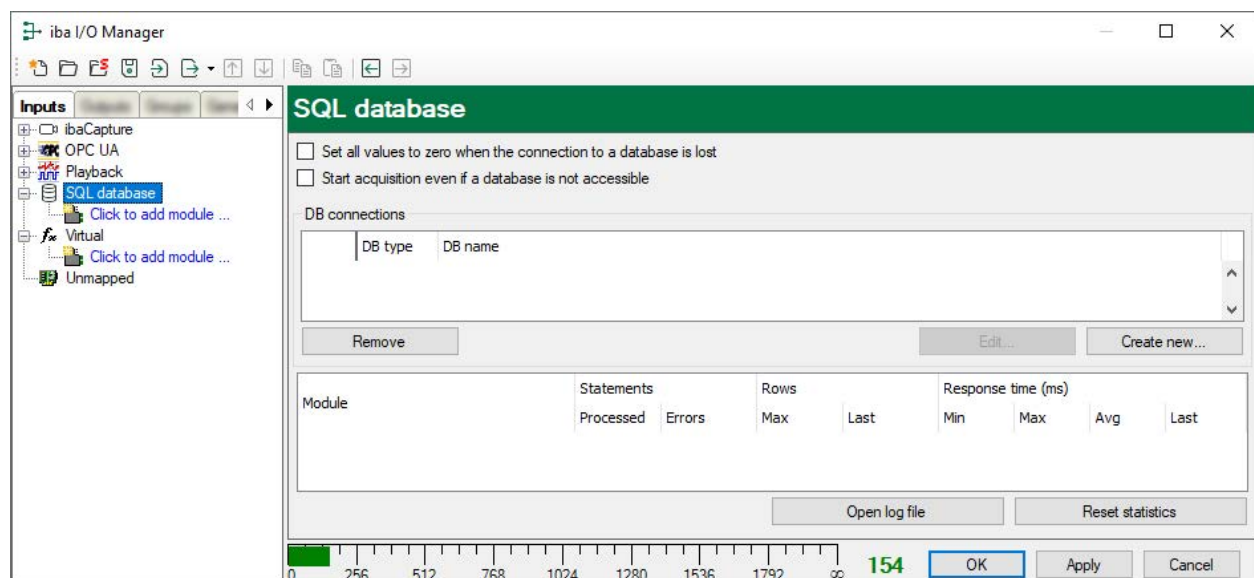 iba I/O Manager
Inputs
ibaCapture
OPC UA
Playback
SQL database
Click to add module ...
Virtual
Click to add module ...
Unmapped
SQL database
Set all values to zero when the connection to a database is lost
Start acquisition even if a database is not accessible
DB connections
DB type DB name
Remove Edit... Create new...
Module Statements Rows Response time (ms)
Processed Errors Max Last Min Max Avg Last
Open log file Reset statistics
0 256 512 768 1024 1280 1536 1792 ∞ 154 OK Apply Cancel